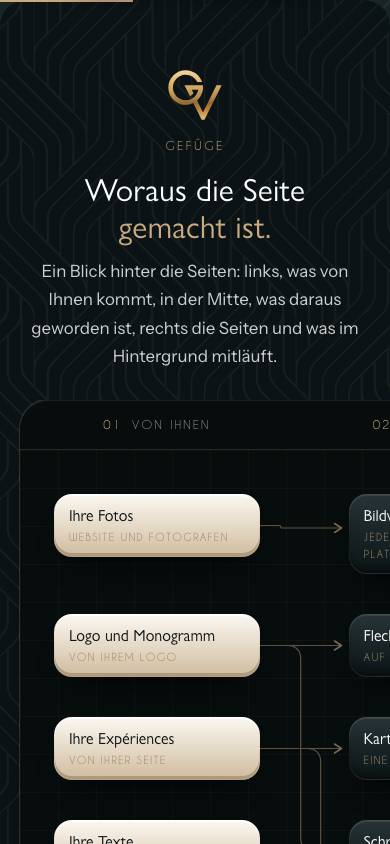 GV
GEFÜGE
Woraus die Seite
gemacht ist.
Ein Blick hinter die Seiten: links, was von
Ihnen kommt, in der Mitte, was daraus
geworden ist, rechts die Seiten und was im
Hintergrund mitläuft.
01 VON IHNEN
02
Ihre Fotos
WEBSITE UND FOTOGRAFEN
Logo und Monogramm
VON IHREM LOGO
Ihre Expériences
VON IHRER SEITE
Ihre Texte